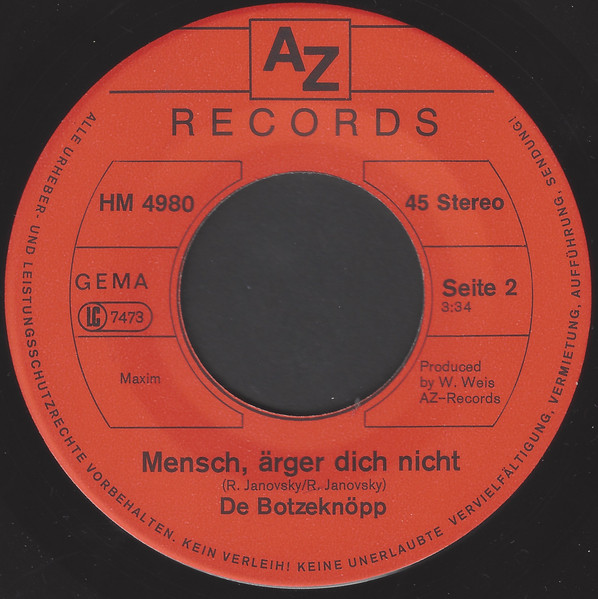 AZ
RECORDS
HM 4980
45 Stereo
GEMA
LC 7473
Seite 2
3:34
Maxim
Produced
by W. Weis
AZ-Records
Mensch, ärger dich nicht
(R. Janovsky/R. Janovsky)
De Botzeknöpp
ALLE URHEBER- UND LEISTUNGSSCHUTZRECHTE VORBEHALTEN. KEIN VERLEIH! KEINE UNERLAUBTE VERVIELFÄLTIGUNG, VERMIETUNG, AUFFÜHRUNG, SENDUNG!